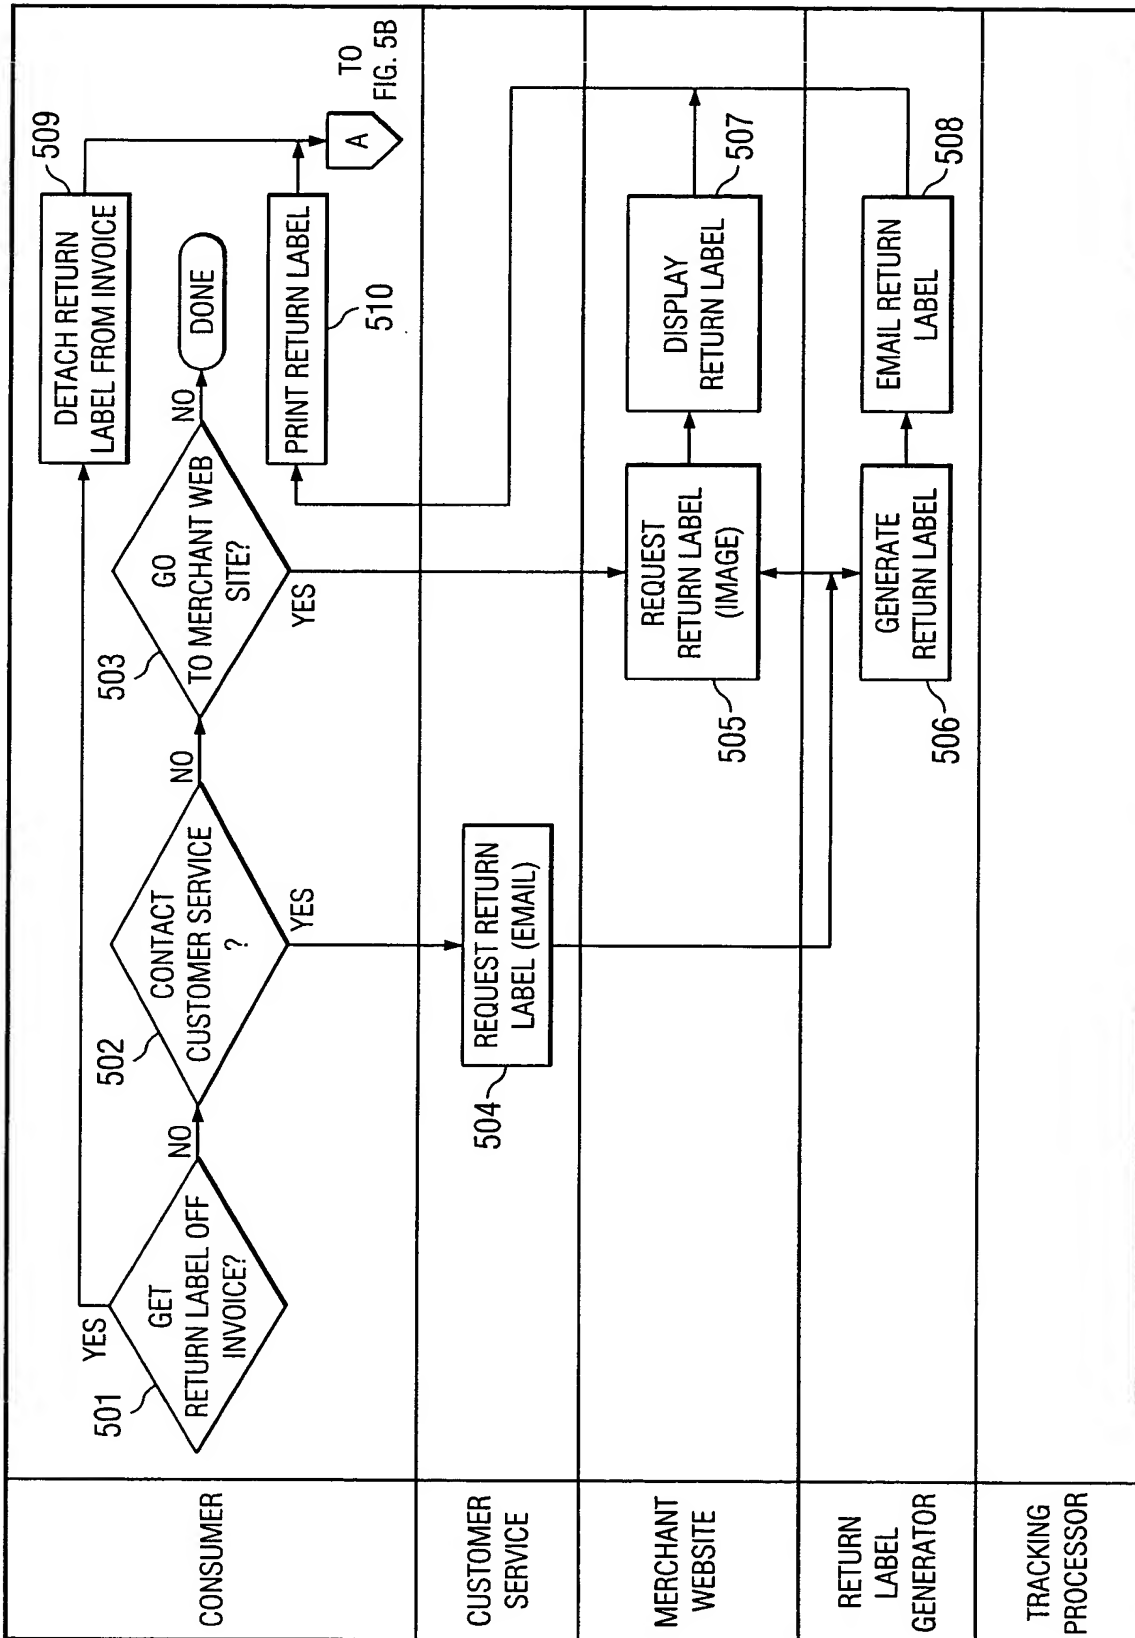 CONSUMER
501
YES
GET
RETURN LABEL OFF
INVOICE?
NO
502
CONTACT
CUSTOMER SERVICE
?
NO
YES
503
GO
TO MERCHANT WEB
SITE?
NO
YES
DONE
509
DETACH RETURN
LABEL FROM INVOICE
PRINT RETURN LABEL
510
A
TO
FIG. 5B
CUSTOMER
SERVICE
504
REQUEST RETURN
LABEL (EMAIL)
MERCHANT
WEBSITE
REQUEST
RETURN LABEL
(IMAGE)
505
DISPLAY
RETURN LABEL
507
RETURN
LABEL
GENERATOR
GENERATE
RETURN LABEL
506
EMAIL RETURN
LABEL
508
TRACKING
PROCESSOR